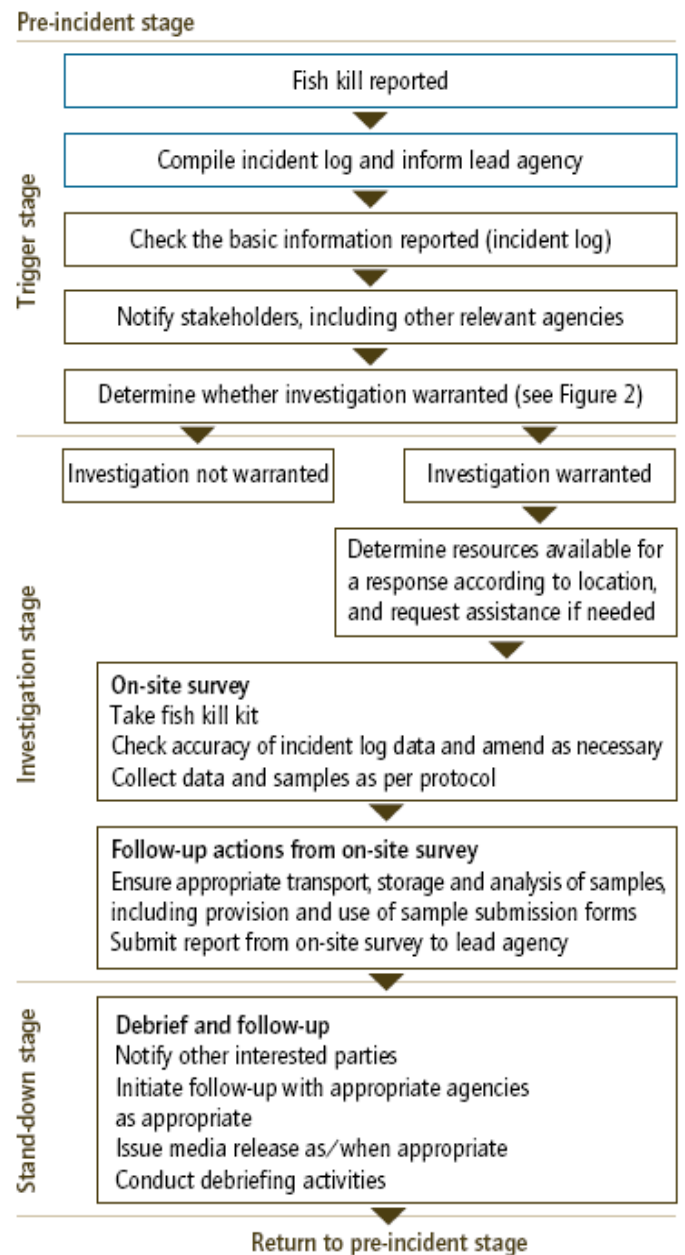 Pre-incident stage
Trigger stage
Fish kill reported
Compile incident log and inform lead agency
Check the basic information reported (incident log)
Notify stakeholders, including other relevant agencies
Determine whether investigation warranted (see Figure 2)
Investigation stage
Investigation not warranted
Investigation warranted
Determine resources available for
a response according to location,
and request assistance if needed
On-site survey
Take fish kill kit
Check accuracy of incident log data and amend as necessary
Collect data and samples as per protocol
Follow-up actions from on-site survey
Ensure appropriate transport, storage and analysis of samples,
including provision and use of sample submission forms
Submit report from on-site survey to lead agency
Stand-down stage
Debrief and follow-up
Notify other interested parties
Initiate follow-up with appropriate agencies
as appropriate
Issue media release as/when appropriate
Conduct debriefing activities
Return to pre-incident stage